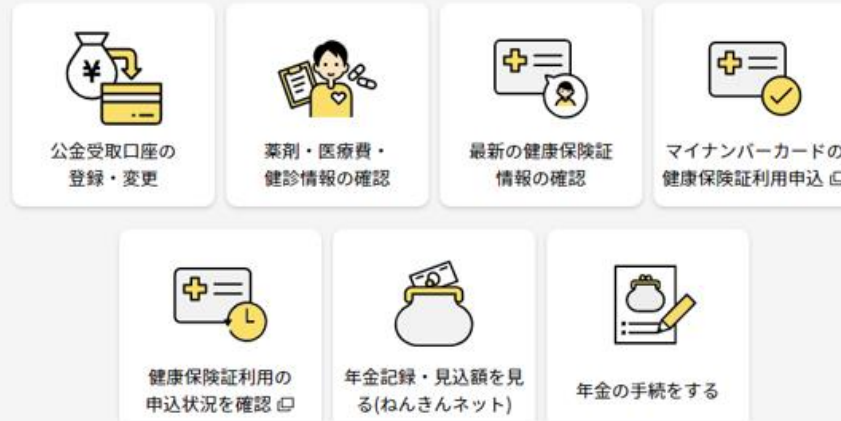 公金受取口座の
登録・変更
薬剤・医療費・
健診情報の確認
最新の健康保険証
情報の確認
マイナンバーカードの
健康保険証利用申込
健康保険証利用の
申込状況を確認
年金記録・見込額を見
る(ねんきんネット)
年金の手続をする